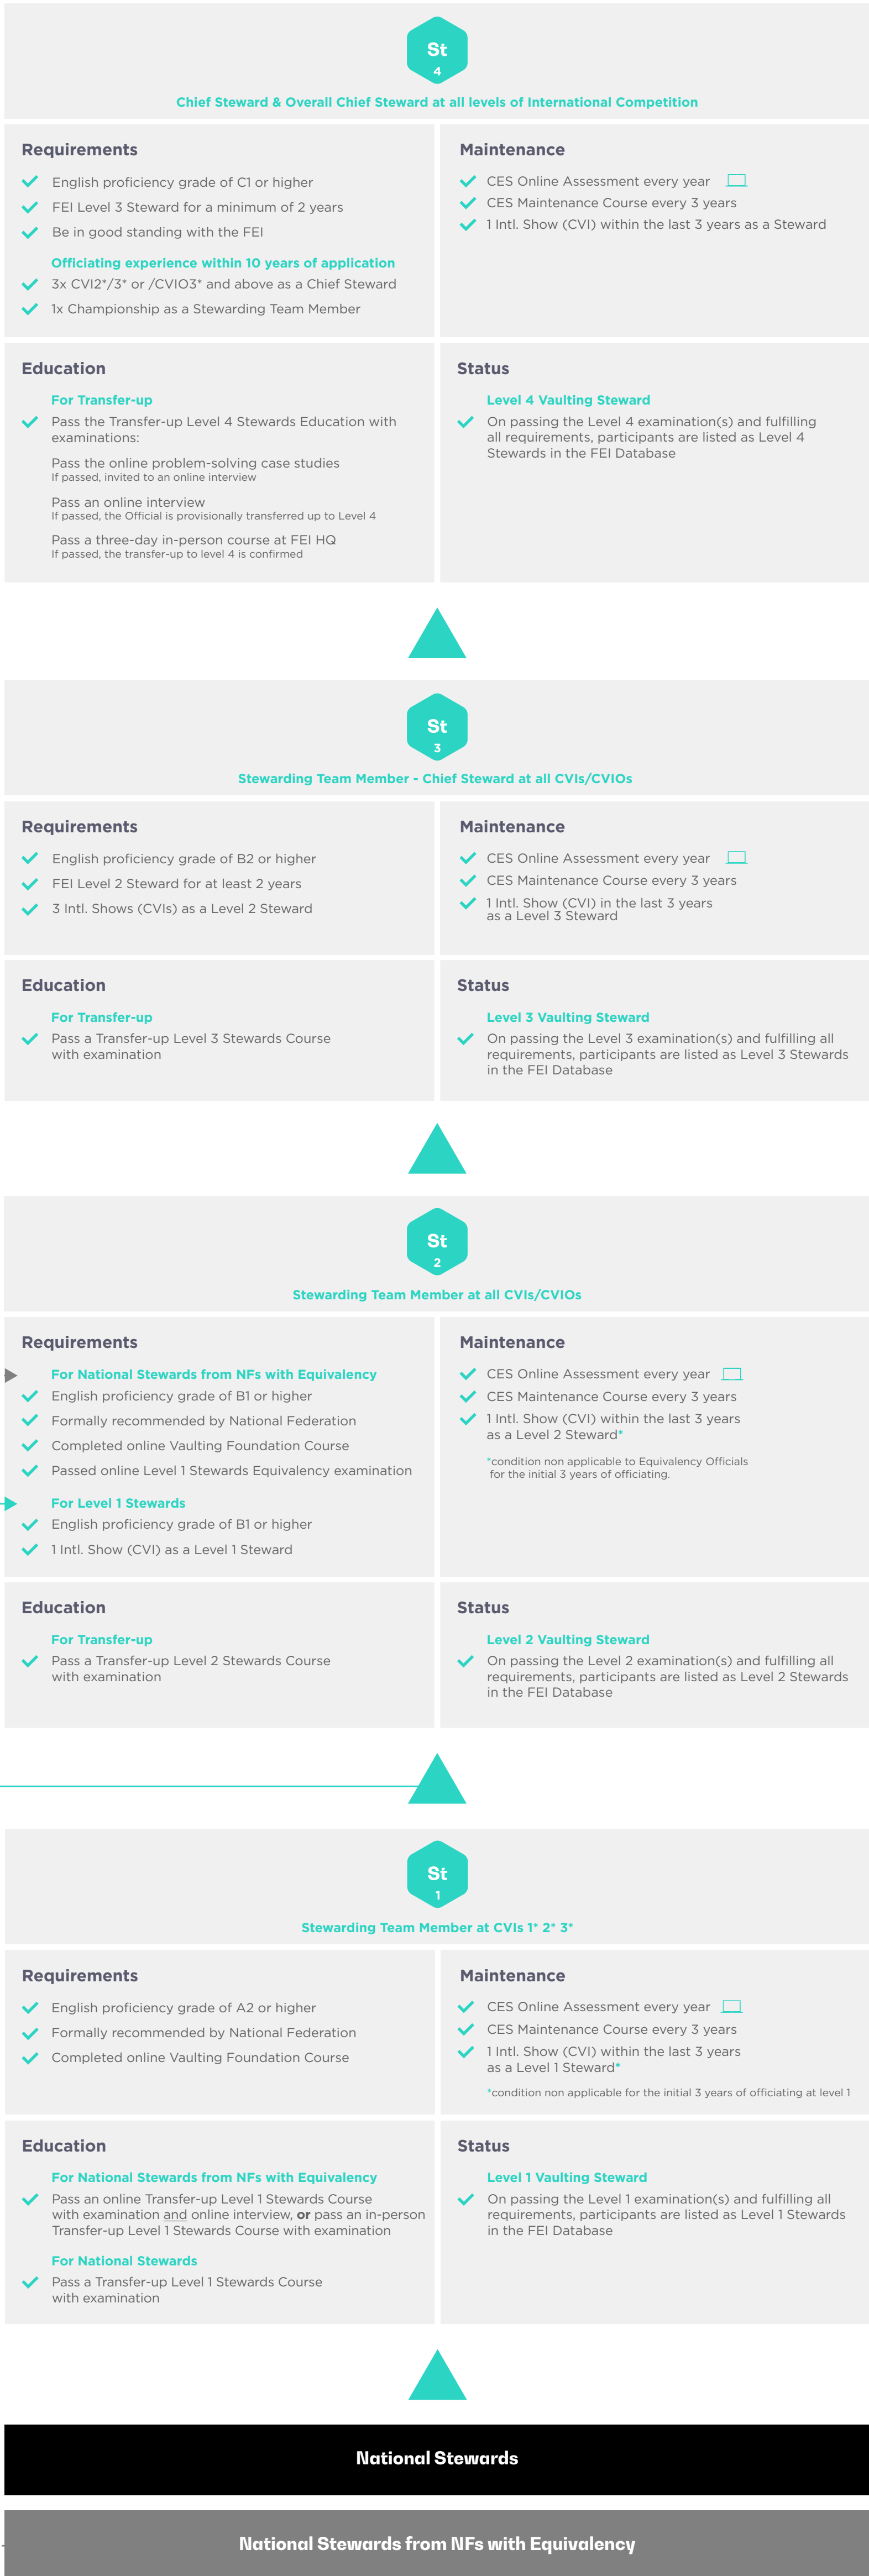 St
4
Chief Steward & Overall Chief Steward at all levels of International Competition
Requirements
English proficiency grade of C1 or higher
FEI Level 3 Steward for a minimum of 2 years
Be in good standing with the FEI
Officiating experience within 10 years of application
3x CVI2*/3* or /CVIO3* and above as a Chief Steward
1x Championship as a Stewarding Team Member
Maintenance
CES Online Assessment every year
CES Maintenance Course every 3 years
1 Intl. Show (CVI) within the last 3 years as a Steward
Education
For Transfer-up
Pass the Transfer-up Level 4 Stewards Education with
examinations:
Pass the online problem-solving case studies
If passed, invited to an online interview
Pass an online interview
If passed, the Official is provisionally transferred up to Level 4
Pass a three-day in-person course at FEI HQ
If passed, the transfer-up to level 4 is confirmed
Status
Level 4 Vaulting Steward
On passing the Level 4 examination(s) and fulfilling
all requirements, participants are listed as Level 4
Stewards in the FEI Database
St
3
Stewarding Team Member - Chief Steward at all CVIs/CVIOs
Requirements
English proficiency grade of B2 or higher
FEI Level 2 Steward for at least 2 years
3 Intl. Shows (CVIs) as a Level 2 Steward
Maintenance
CES Online Assessment every year
CES Maintenance Course every 3 years
1 Intl. Show (CVI) in the last 3 years
as a Level 3 Steward
Education
For Transfer-up
Pass a Transfer-up Level 3 Stewards Course
with examination
Status
Level 3 Vaulting Steward
On passing the Level 3 examination(s) and fulfilling all
requirements, participants are listed as Level 3 Stewards
in the FEI Database
St
2
Stewarding Team Member at all CVIs/CVIOs
Requirements
For National Stewards from NFs with Equivalency
English proficiency grade of B1 or higher
Formally recommended by National Federation
Completed online Vaulting Foundation Course
Passed online Level 1 Stewards Equivalency examination
For Level 1 Stewards
English proficiency grade of B1 or higher
1 Intl. Show (CVI) as a Level 1 Steward
Maintenance
CES Online Assessment every year
CES Maintenance Course every 3 years
1 Intl. Show (CVI) within the last 3 years
as a Level 2 Steward*
*condition non applicable to Equivalency Officials
for the initial 3 years of officiating.
Education
For Transfer-up
Pass a Transfer-up Level 2 Stewards Course
with examination
Status
Level 2 Vaulting Steward
On passing the Level 2 examination(s) and fulfilling all
requirements, participants are listed as Level 2 Stewards
in the FEI Database
St
1
Stewarding Team Member at CVIs 1* 2* 3*
Requirements
English proficiency grade of A2 or higher
Formally recommended by National Federation
Completed online Vaulting Foundation Course
Maintenance
CES Online Assessment every year
CES Maintenance Course every 3 years
1 Intl. Show (CVI) within the last 3 years
as a Level 1 Steward*
*condition non applicable for the initial 3 years of officiating at level 1
Education
For National Stewards from NFs with Equivalency
Pass an online Transfer-up Level 1 Stewards Course
with examination and online interview, or pass an in-person
Transfer-up Level 1 Stewards Course with examination
For National Stewards
Pass a Transfer-up Level 1 Stewards Course
with examination
Status
Level 1 Vaulting Steward
On passing the Level 1 examination(s) and fulfilling all
requirements, participants are listed as Level 1 Stewards
in the FEI Database
National Stewards
National Stewards from NFs with Equivalency